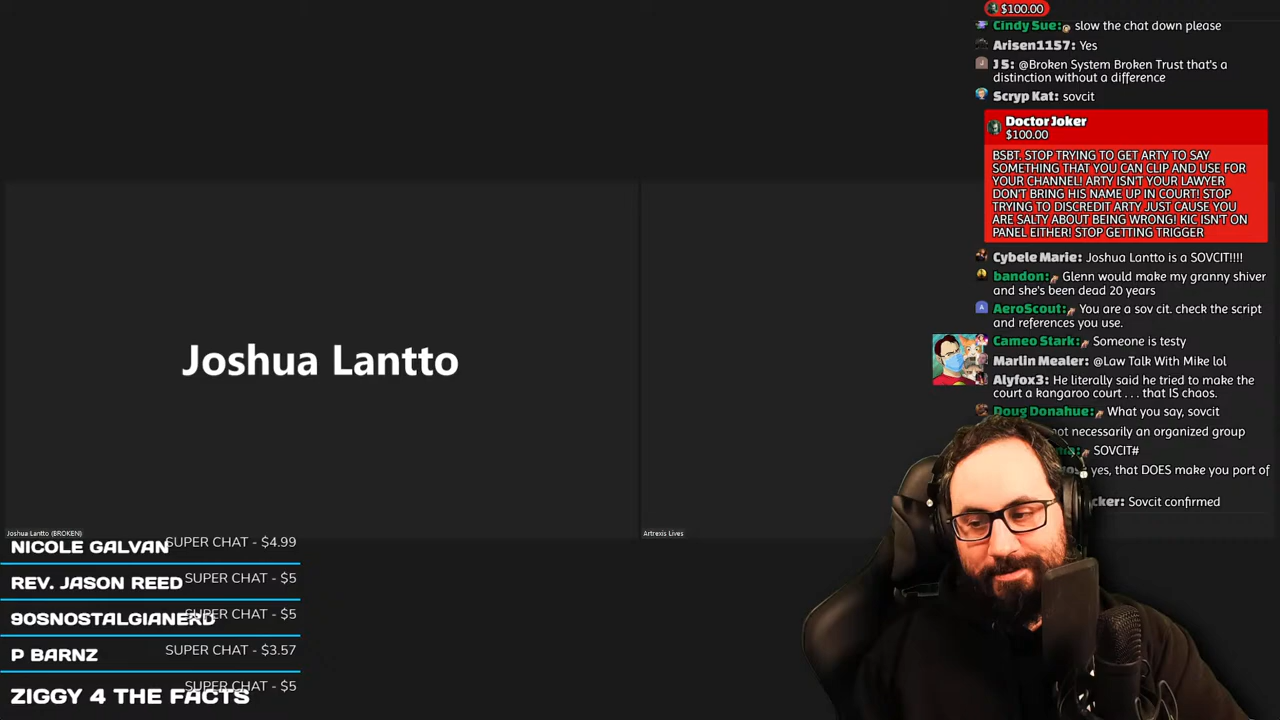 $100.00
Cindy Sue: slow the chat down please
Arisen1157: Yes
J S: @Broken System Broken Trust that's a
distinction without a difference
Scryp Kat: sovcit
Doctor Joker
$100.00
BSBT, STOP TRYING TO GET ARTY TO SAY
SOMETHING THAT YOU CAN CLIP AND USE FOR
YOUR CHANNEL! ARTY ISN'T YOUR LAWYER
DON'T BRING HIS NAME UP IN COURT! STOP
TRYING TO DISCREDIT ARTY JUST CAUSE YOU
ARE SALTY ABOUT BEING WRONG! KIC ISN'T ON
PANEL EITHER! STOP GETTING TRIGGER
Cybele Marie: Joshua Lantto is a SOVCIT!!!!
bandon: Glenn would make my granny shiver
and she's been dead 20 years
AeroScout: You are a sov cit. check the script
and references you use.
Cameo Stark: Someone is testy
Marlin Mealer: @Law Talk With Mike lol
Alyfox3: He literally said he tried to make the
court a kangaroo court . . . that IS chaos.
Doug Donahue: What you say, sovcit
not necessarily an organized group
SOVCIT#
yes, that DOES make you part of
cker: Sovcit confirmed
Joshua Lantto
Joshua Lantto (BROKEN)
Artrexis Lives
NICOLE GALVAN SUPER CHAT - $4.99
REV. JASON REED SUPER CHAT - $5
90SNOSTALGIANERD SUPER CHAT - $5
P BARNZ SUPER CHAT - $3.57
ZIGGY 4 THE FACTS SUPER CHAT - $5